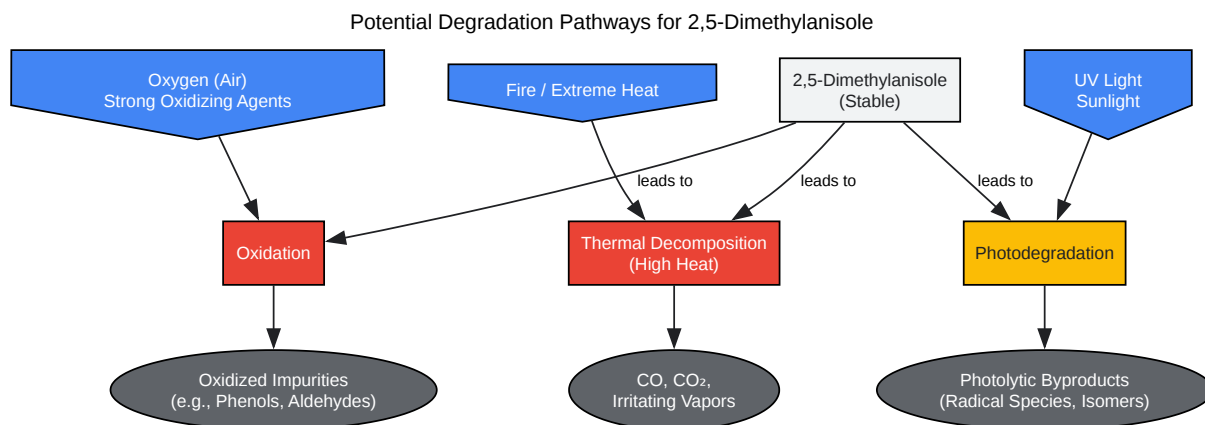 Potential Degradation Pathways for 2,5-Dimethylanisole
Oxygen (Air)
Strong Oxidizing Agents
Fire / Extreme Heat
2,5-Dimethylanisole
(Stable)
UV Light
Sunlight
leads to
leads to
leads to
Oxidation
Thermal Decomposition
(High Heat)
Photodegradation
Oxidized Impurities
(e.g., Phenols, Aldehydes)
CO, CO₂,
Irritating Vapors
Photolytic Byproducts
(Radical Species, Isomers)